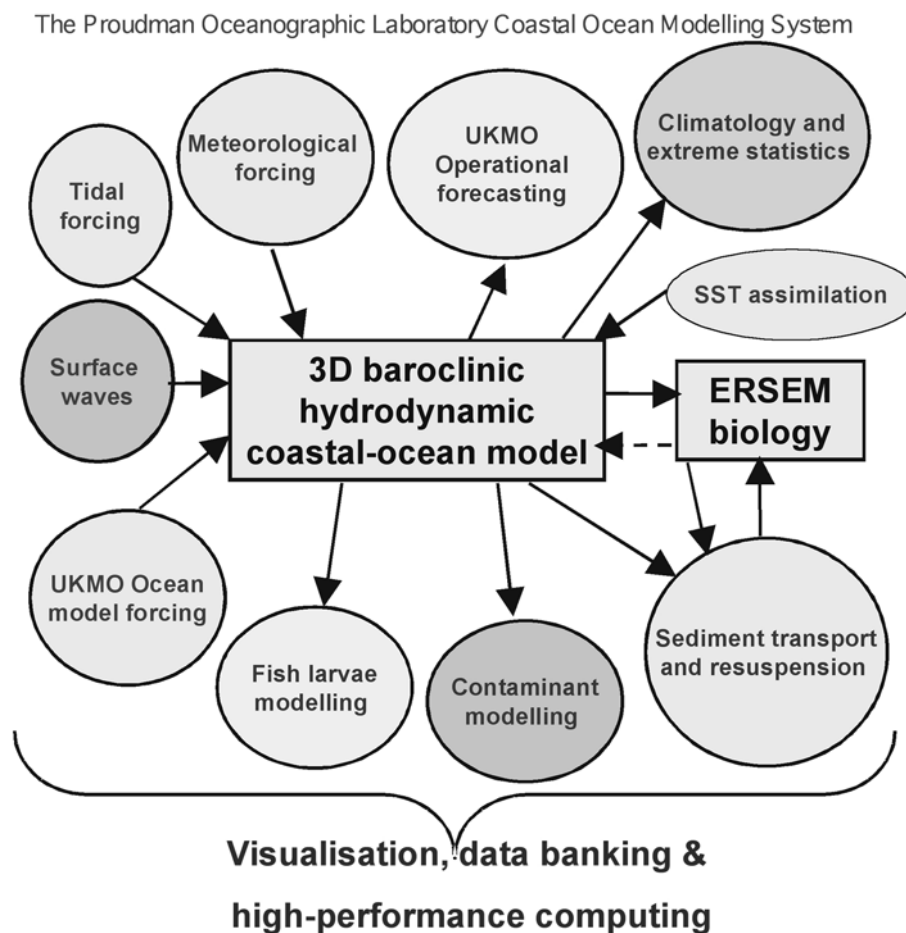 The Proudman Oceanographic Laboratory Coastal Ocean Modelling System
Tidal
forcing
Meteorological
forcing
UKMO
Operational
forecasting
Climatology and
extreme statistics
SST assimilation
Surface
waves
3D baroclinic
hydrodynamic
coastal-ocean model
ERSEM
biology
UKMO Ocean
model forcing
Fish larvae
modelling
Contaminant
modelling
Sediment transport
and resuspension
Visualisation, data banking &
high-performance computing